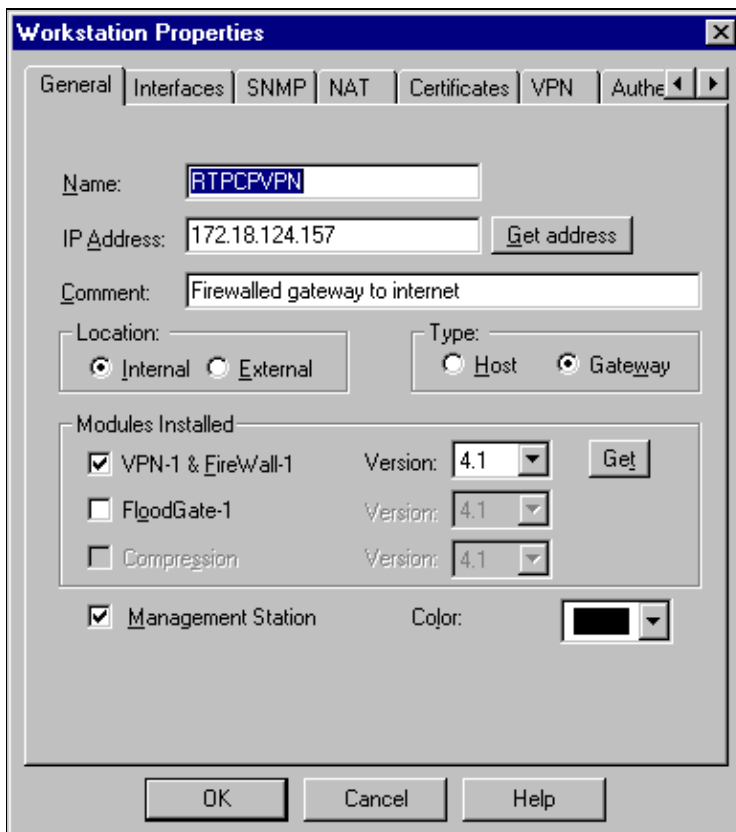 Workstation Properties
General Interfaces SNMP NAT Certificates VPN Authe
Name: RTPCPVPN
IP Address: 172.18.124.157 Get address
Comment: Firewalled gateway to internet
Location: Type:
Internal External Host Gateway
Modules Installed
VPN-1 & FireWall-1 Version: 4.1 Get
FloodGate-1 Version: 4.1
Compression Version: 4.1
Management Station Color:
OK Cancel Help